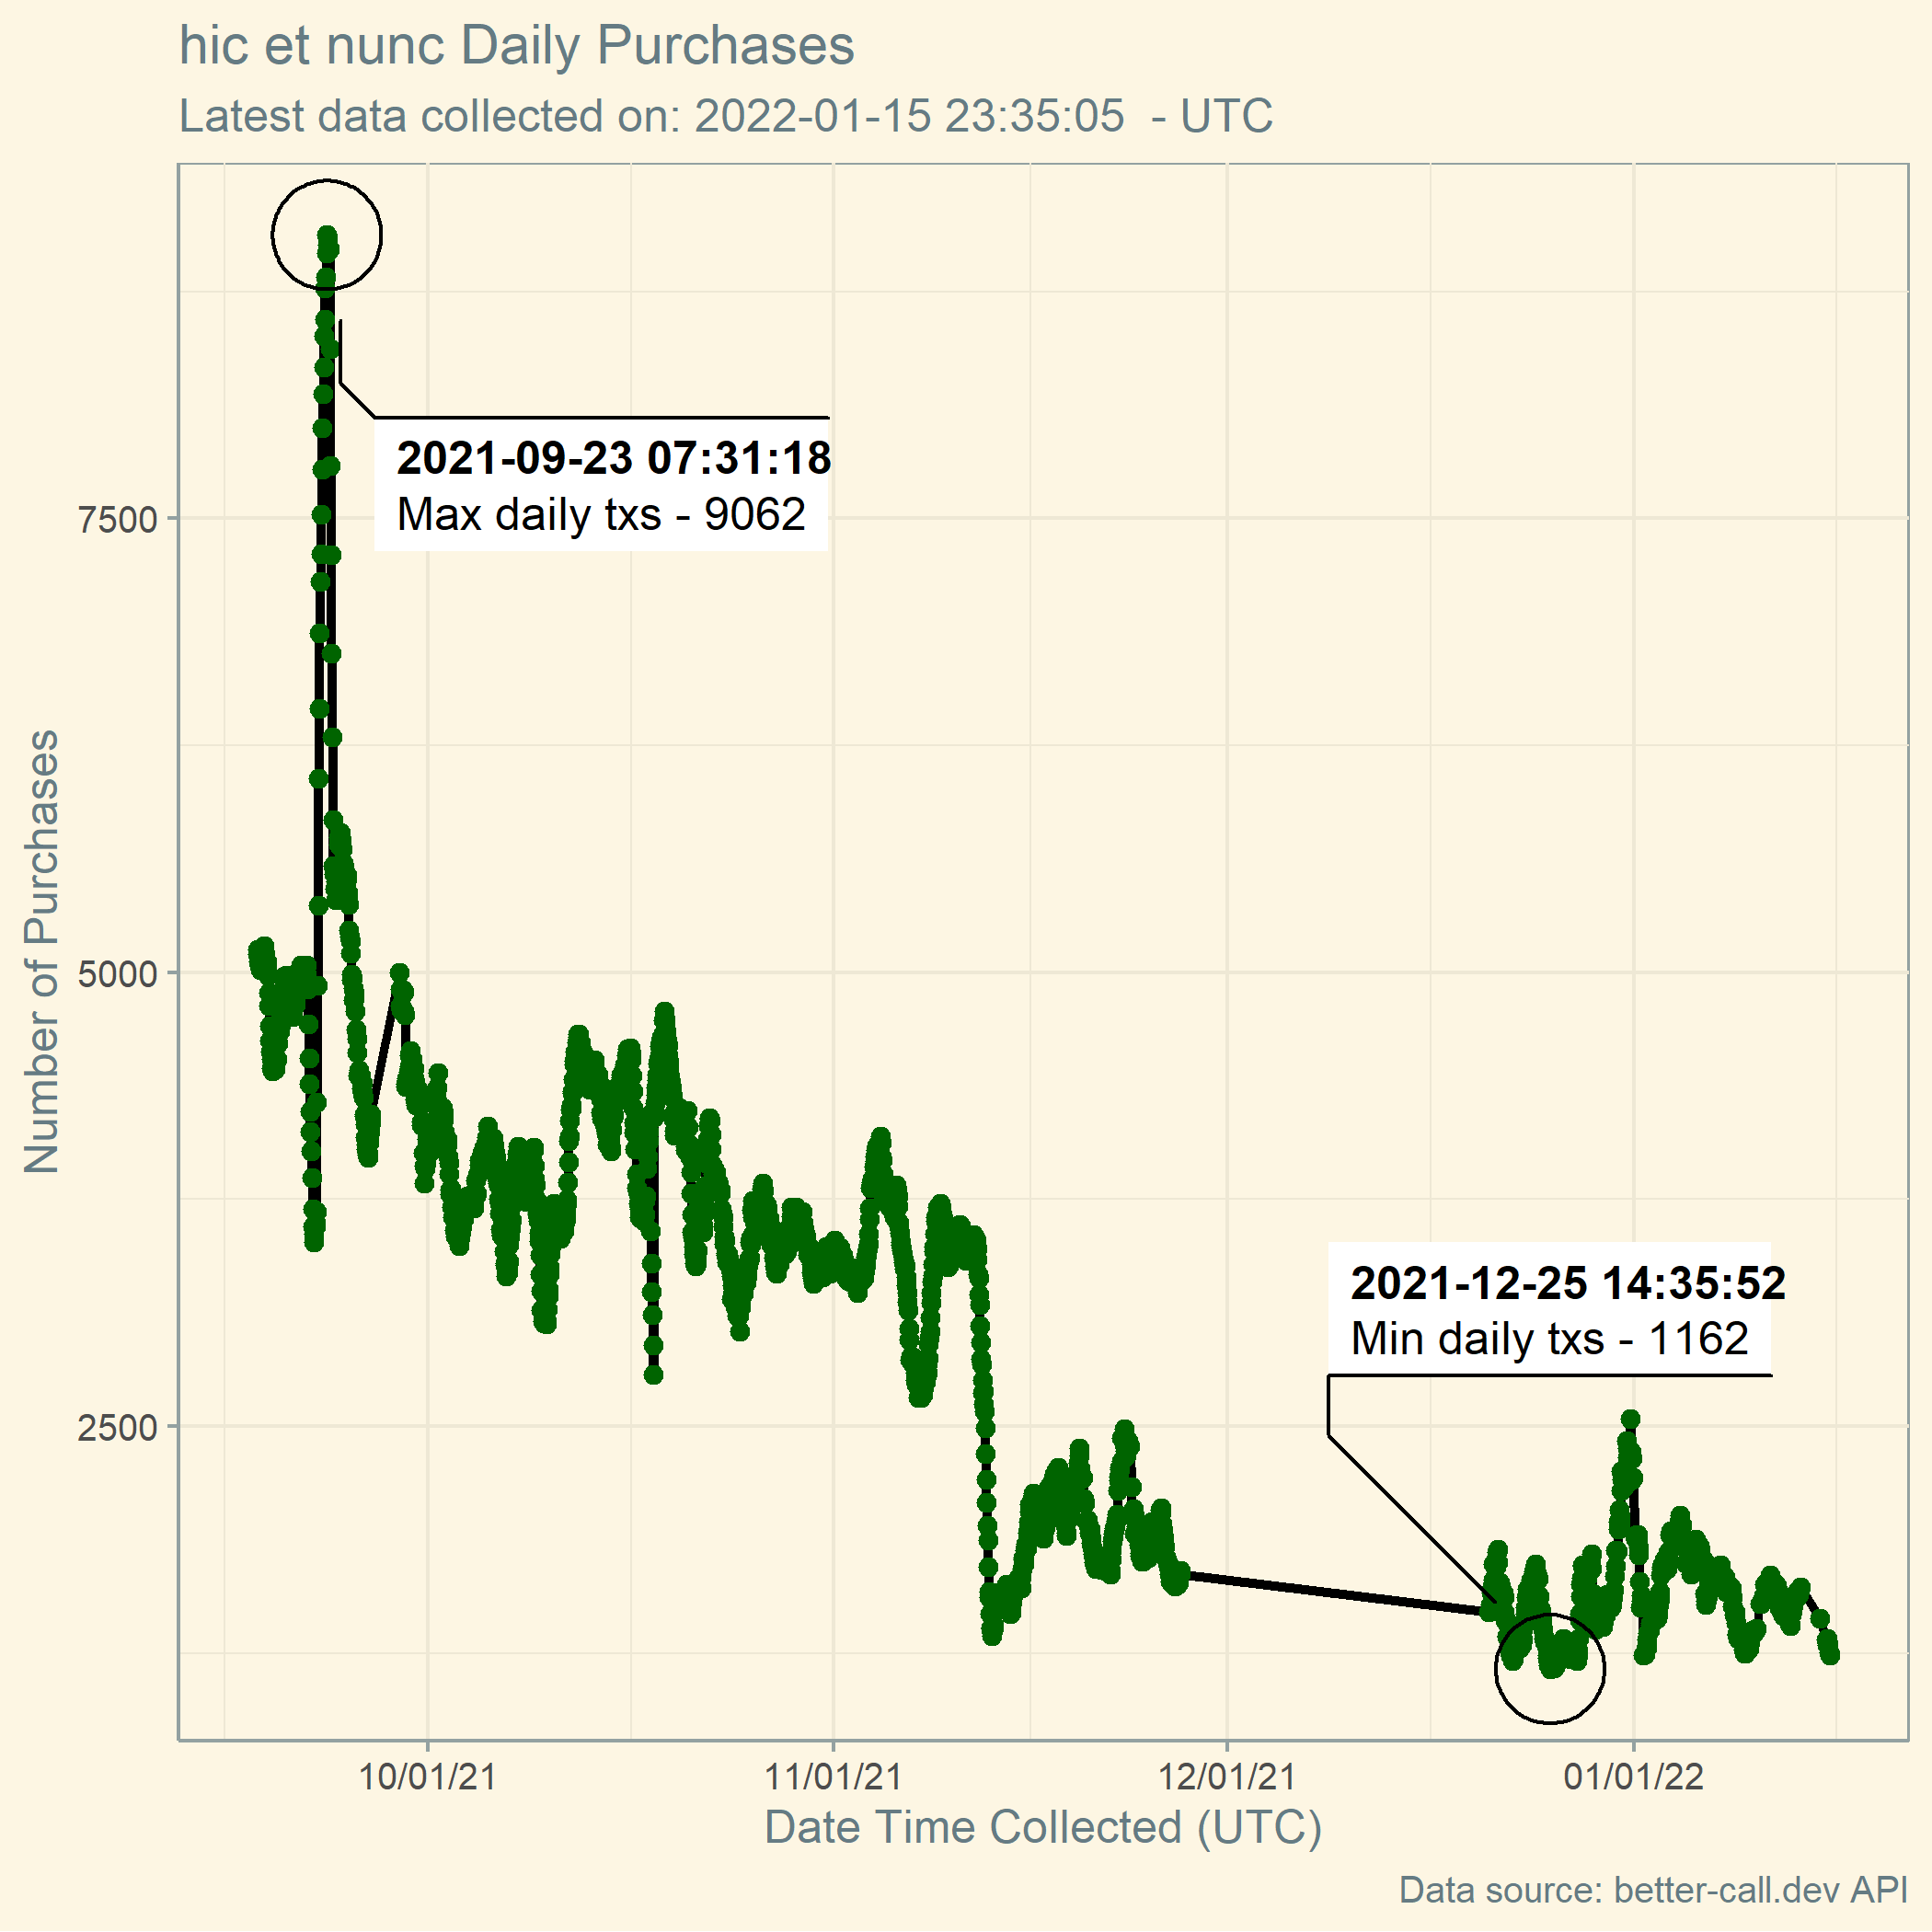 hic et nunc Daily Purchases
Latest data collected on: 2022-01-15 23:35:05  - UTC
Number of Purchases
7500
5000
2500
2021-09-23 07:31:18
Max daily txs - 9062
2021-12-25 14:35:52
Min daily txs - 1162
10/01/21 11/01/21 12/01/21 01/01/22
Date Time Collected (UTC)
Data source: better-call.dev API